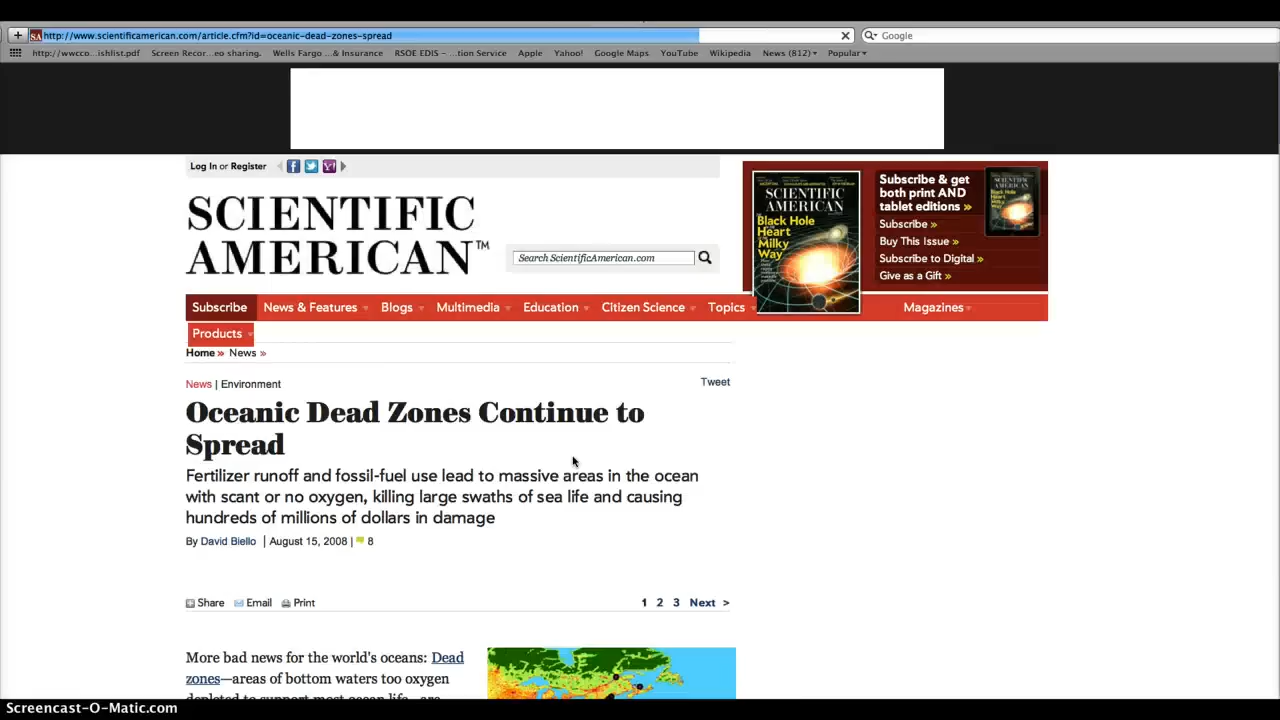 http://www.scientificamerican.com/article.cfm?id=oceanic-dead-zones-spread
Google
http://wwcco...ishlist.pdf Screen Recor...eo sharing. Wells Fargo ...& Insurance RSOE EDIS - ...tion Service Apple Yahoo! Google Maps YouTube Wikipedia News (812) Popular
Log In or Register
SCIENTIFIC
AMERICAN™
Search ScientificAmerican.com
SCIENTIFIC
AMERICAN
Black Hole
Heart
Milky
Way
Subscribe & get
both print AND
tablet editions »
Subscribe »
Buy This Issue »
Subscribe to Digital »
Give as a Gift »
Subscribe News & Features Blogs Multimedia Education Citizen Science Topics Magazines
Products
Home » News »
News | Environment
Tweet
Oceanic Dead Zones Continue to
Spread
Fertilizer runoff and fossil-fuel use lead to massive areas in the ocean
with scant or no oxygen, killing large swaths of sea life and causing
hundreds of millions of dollars in damage
By David Biello | August 15, 2008 | 8
Share Email Print
1 2 3 Next >
More bad news for the world's oceans: Dead
zones—areas of bottom waters too oxygen
depleted to support most ocean life—are
Screencast-O-Matic.com